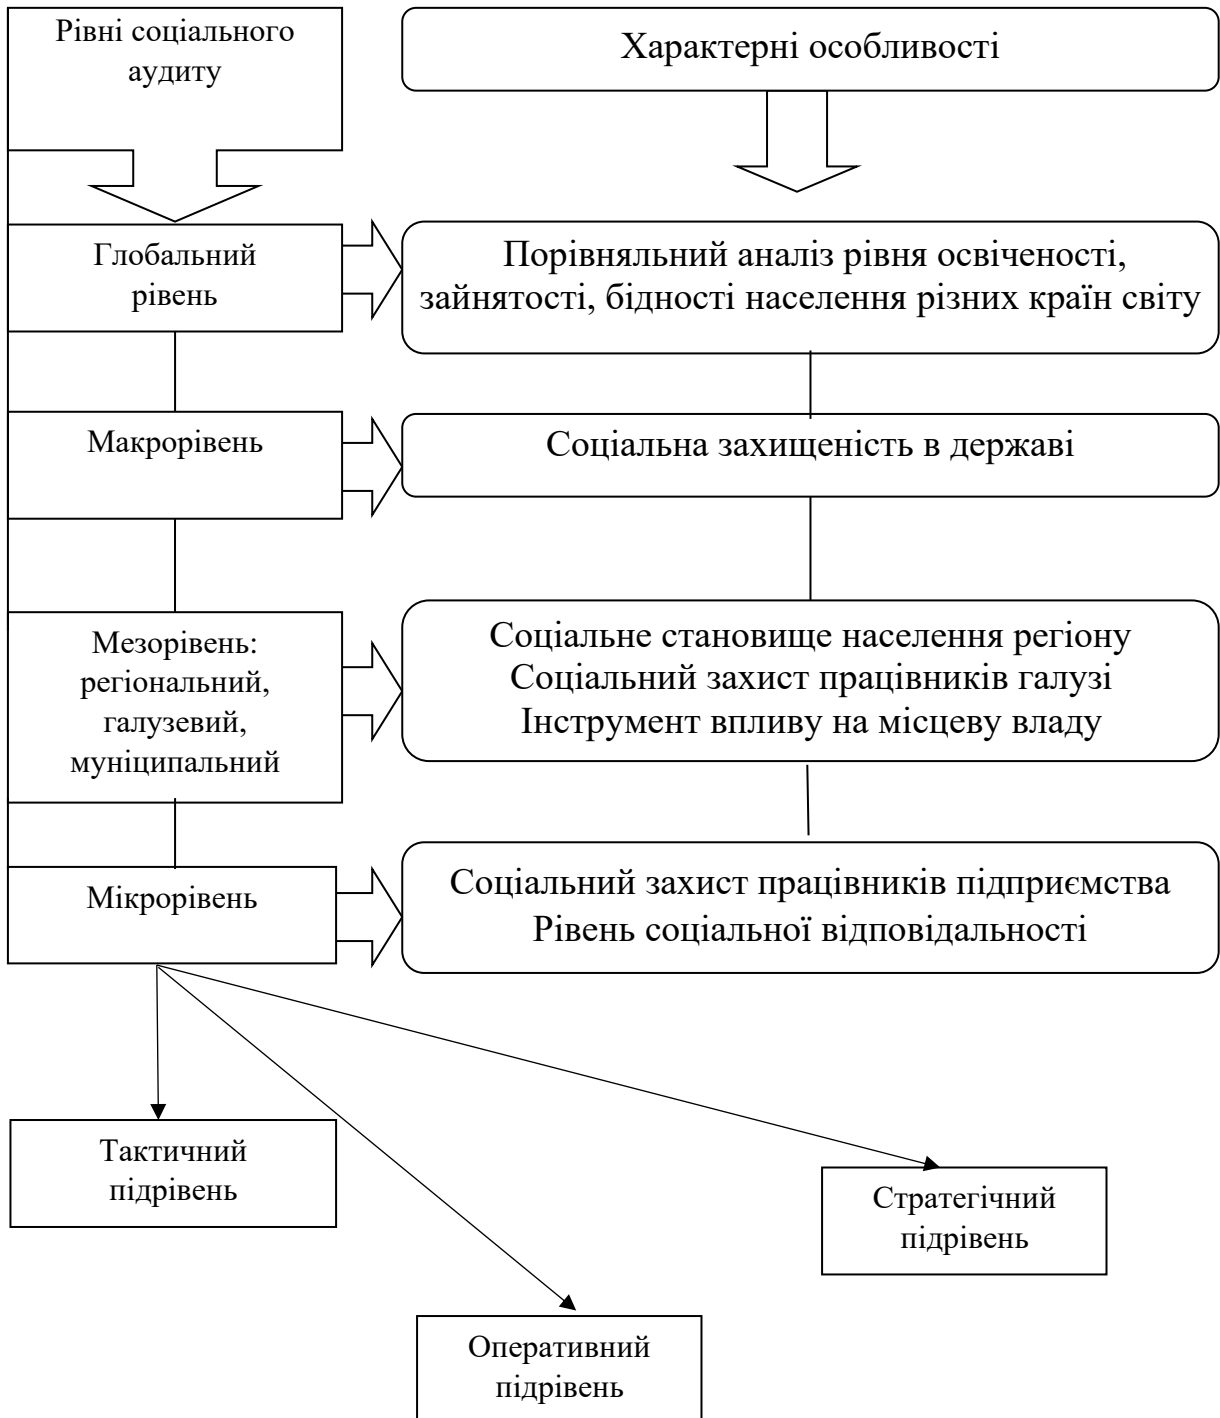 Рівні соціального
аудиту
Характерні особливості
Глобальний
рівень
Порівняльний аналіз рівня освіченості,
зайнятості, бідності населення різних країн світу
Макрорівень
Соціальна захищеність в державі
Мезорівень:
регіональний,
галузевий,
муніципальний
Соціальне становище населення регіону
Соціальний захист працівників галузі
Інструмент впливу на місцеву владу
Мікрорівень
Соціальний захист працівників підприємства
Рівень соціальної відповідальності
Тактичний
підрівень
Стратегічний
підрівень
Оперативний
підрівень